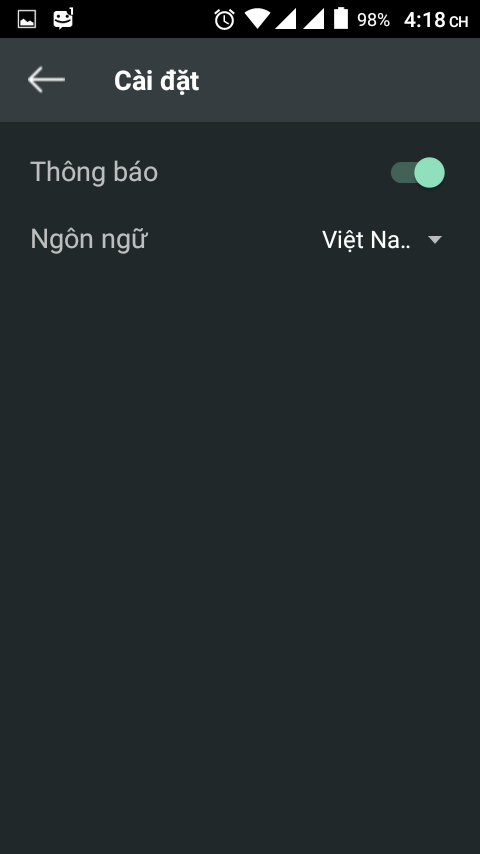 98% 4:18 CH
Cài đặt
Thông báo
Ngôn ngữ Việt Na..